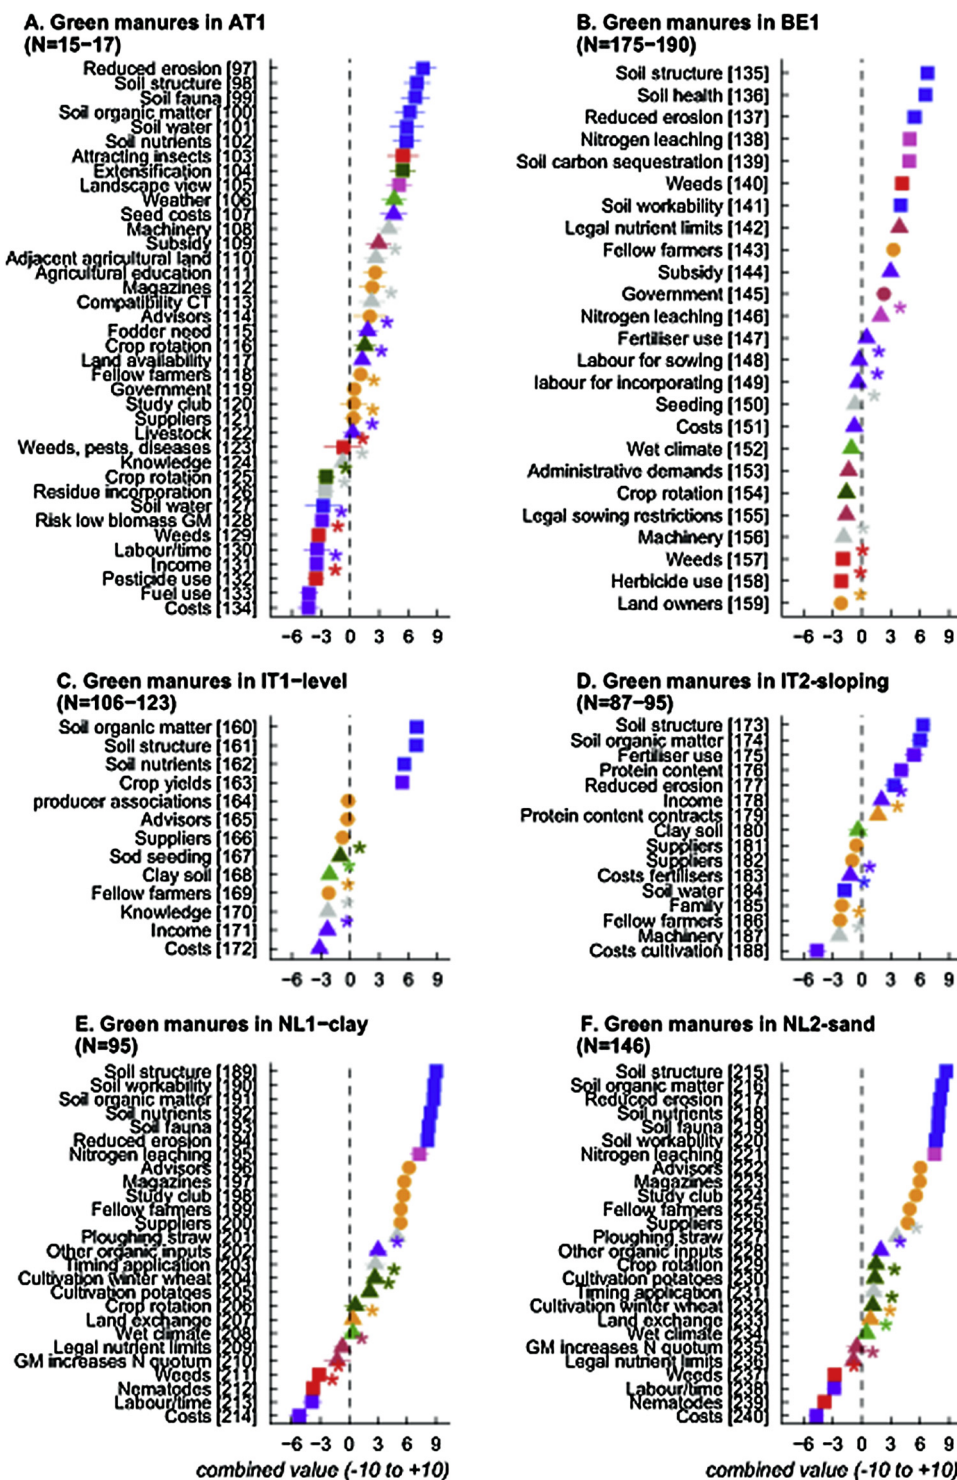 A. Green manures in AT1
(N=15−17)
Reduced erosion [97]
Soil structure [98]
Soil fauna [99]
Soil organic matter [100]
Soil water [101]
Soil nutrients [102]
Attracting insects [103]
Extensification [104]
Landscape view [105]
Weather [106]
Seed costs [107]
Machinery [108]
Subsidy [109]
Adjacent agricultural land [110]
Agricultural education [111]
Magazines [112]
Compatibility CT [113]
Advisors [114]
Fodder need [115]
Crop rotation [116]
Land availability [117]
Fellow farmers [118]
Government [119]
Study club [120]
Suppliers [121]
Livestock [122]
Weeds, pests, diseases [123]
Knowledge [124]
Crop rotation [125]
Residue incorporation [126]
Soil water [127]
Risk low biomass GM [128]
Weeds [129]
Labour/time [130]
Income [131]
Pesticide use [132]
Fuel use [133]
Costs [134]
−6 −3 0 3 6 9
B. Green manures in BE1
(N=175−190)
Soil structure [135]
Soil health [136]
Reduced erosion [137]
Nitrogen leaching [138]
Soil carbon sequestration [139]
Weeds [140]
Soil workability [141]
Legal nutrient limits [142]
Fellow farmers [143]
Subsidy [144]
Government [145]
Nitrogen leaching [146]
Fertiliser use [147]
Labour for sowing [148]
labour for incorporating [149]
Seeding [150]
Costs [151]
Wet climate [152]
Administrative demands [153]
Crop rotation [154]
Legal sowing restrictions [155]
Machinery [156]
Weeds [157]
Herbicide use [158]
Land owners [159]
−6 −3 0 3 6 9
C. Green manures in IT1−level
(N=106−123)
Soil organic matter [160]
Soil structure [161]
Soil nutrients [162]
Crop yields [163]
producer associations [164]
Advisors [165]
Suppliers [166]
Sod seeding [167]
Clay soil [168]
Fellow farmers [169]
Knowledge [170]
Income [171]
Costs [172]
−6 −3 0 3 6 9
D. Green manures in IT2-sloping
(N=87−95)
Soil structure [173]
Soil organic matter [174]
Fertiliser use [175]
Protein content [176]
Reduced erosion [177]
Income [178]
Protein content contracts [179]
Clay soil [180]
Suppliers [181]
Suppliers [182]
Costs fertilisers [183]
Soil water [184]
Family [185]
Fellow farmers [186]
Machinery [187]
Costs cultivation [188]
−6 −3 0 3 6 9
E. Green manures in NL1−clay
(N=95)
Soil structure [189]
Soil workability [190]
Soil organic matter [191]
Soil nutrients [192]
Soil fauna [193]
Reduced erosion [194]
Nitrogen leaching [195]
Advisors [196]
Magazines [197]
Study club [198]
Fellow farmers [199]
Suppliers [200]
Ploughing straw [201]
Other organic inputs [202]
Timing application [203]
Cultivation winter wheat [204]
Cultivation potatoes [205]
Crop rotation [206]
Land exchange [207]
Wet climate [208]
Legal nutrient limits [209]
GM increases N quotum [210]
Weeds [211]
Nematodes [212]
Labour/time [213]
Costs [214]
−6 −3 0 3 6 9
combined value (-10 to +10)
F. Green manures in NL2-sand
(N=146)
Soil structure [215]
Soil organic matter [216]
Reduced erosion [217]
Soil nutrients [218]
Soil fauna [219]
Soil workability [220]
Nitrogen leaching [221]
Advisors [222]
Magazines [223]
Study club [224]
Fellow farmers [225]
Suppliers [226]
Ploughing straw [227]
Other organic inputs [228]
Crop rotation [229]
Cultivation potatoes [230]
Timing application [231]
Cultivation winter wheat [232]
Land exchange [233]
Wet climate [234]
GM increases N quotum [235]
Legal nutrient limits [236]
Weeds [237]
Labour/time [238]
Nematodes [239]
Costs [240]
−6 −3 0 3 6 9
combined value (-10 to +10)